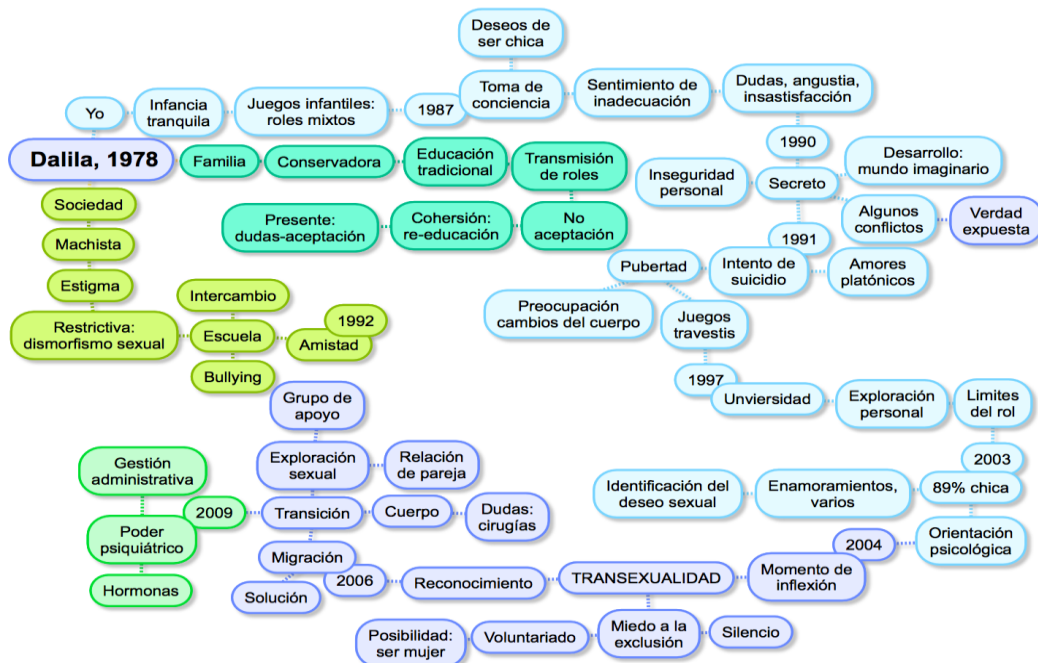 Deseos de
ser chica
Toma de
conciencia
Sentimiento de
inadecuación
Dudas, angustia,
insastisfacción
Yo
Infancia
tranquila
Juegos infantiles:
roles mixtos
1987
Dalila, 1978
Familia
Conservadora
Educación
tradicional
Transmisión
de roles
1990
Inseguridad
personal
Secreto
Desarrollo:
mundo imaginario
Sociedad
Presente:
dudas-aceptación
Cohersión:
re-educación
No
aceptación
Algunos
conflictos
Verdad
expuesta
Machista
1991
Pubertad
Intento de
suicidio
Amores
platónicos
Estigma
Intercambio
Preocupación
cambios del cuerpo
Juegos
travestis
Restrictiva:
dismorfismo sexual
Escuela
1992
Amistad
Bullying
1997
Unviersidad
Exploración
personal
Limites
del rol
Grupo de
apoyo
Gestión
administrativa
Exploración
sexual
Relación
de pareja
2003
Identificación del
deseo sexual
Enamoramientos,
varios
89% chica
2009
Transición
Cuerpo
Dudas:
cirugías
Poder
psiquiátrico
Orientación
psicológica
Migración
2004
Hormonas
Solución
2006
Reconocimiento
TRANSEXUALIDAD
Momento de
inflexión
Posibilidad:
ser mujer
Voluntariado
Miedo a la
exclusión
Silencio